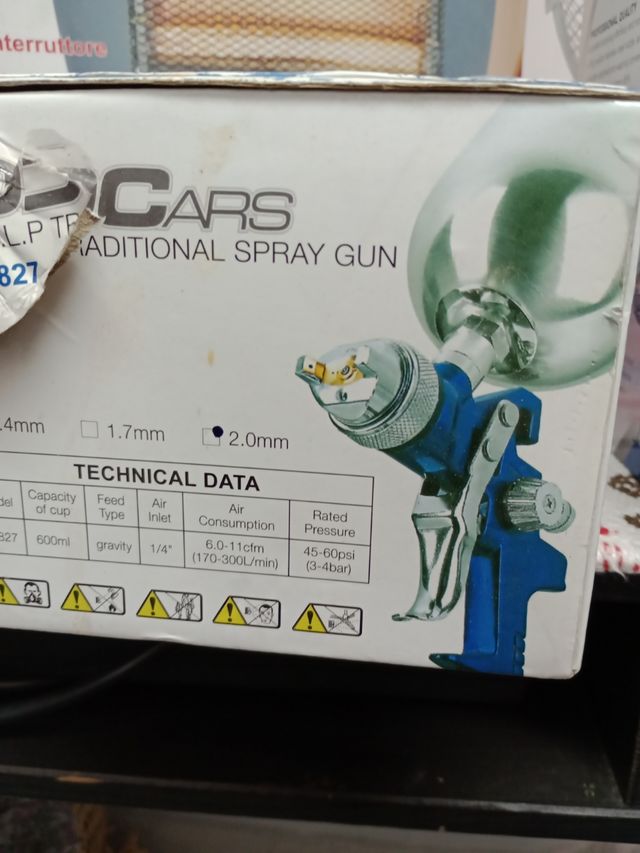 nterruttore
PROFESSIONAL QUALITY
CARS
.L.P TR
RADITIONAL SPRAY GUN
827
.4mm 1.7mm 2.0mm
TECHNICAL DATA
del Capacity of cup Feed Type Air Inlet Air Consumption Rated Pressure
827 600ml gravity 1/4" 6.0-11cfm (170-300L/min) 45-60psi (3-4bar)